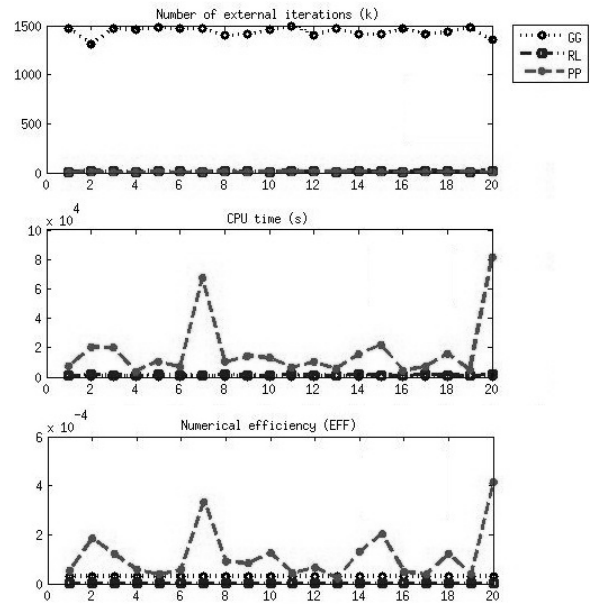 Number of external iterations (k)
1500
1000
500
0
0 2 4 6 8 10 12 14 16 18 20
GG
RL
PP
x 10^4
CPU time (s)
10
8
6
4
2
0
0 2 4 6 8 10 12 14 16 18 20
x 10^-4
Numerical efficiency (EFF)
6
4
2
0
0 2 4 6 8 10 12 14 16 18 20